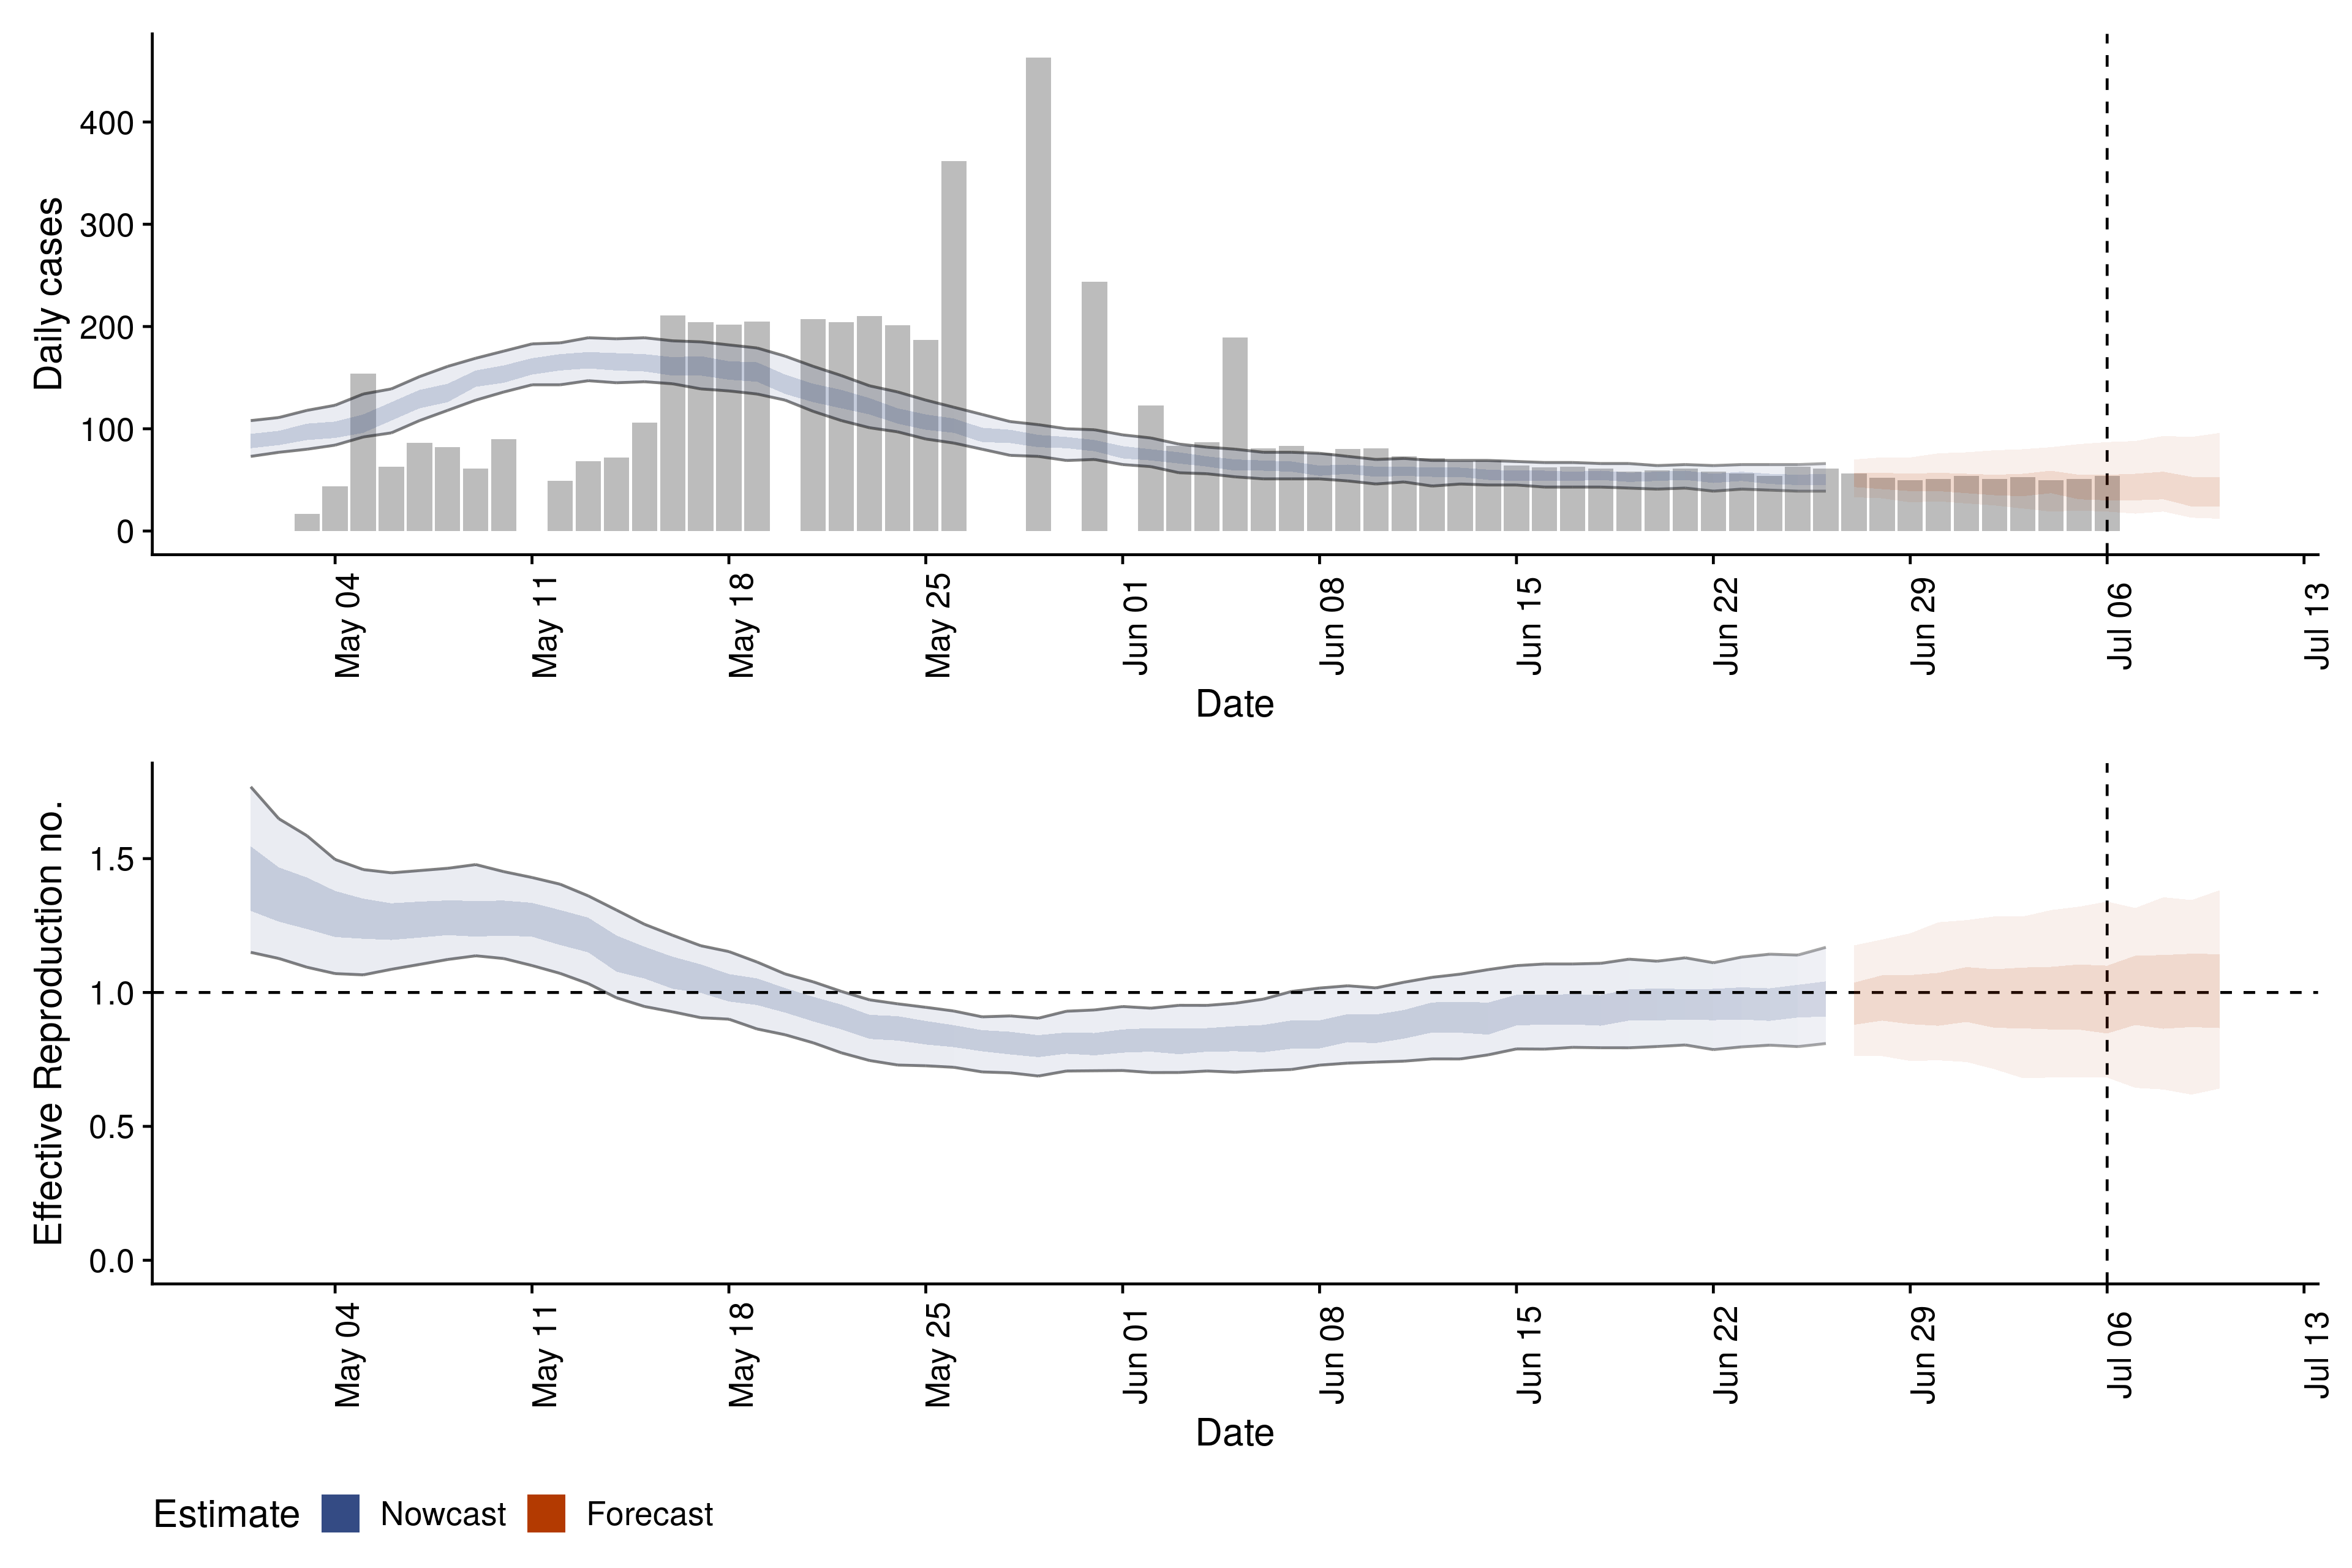 Daily cases
400
300
200
100
0
May 04
May 11
May 18
May 25
Jun 01
Jun 08
Jun 15
Jun 22
Jun 29
Jul 06
Jul 13
Date
Effective Reproduction no.
1.5
1.0
0.5
0.0
May 04
May 11
May 18
May 25
Jun 01
Jun 08
Jun 15
Jun 22
Jun 29
Jul 06
Jul 13
Date
Estimate Nowcast Forecast